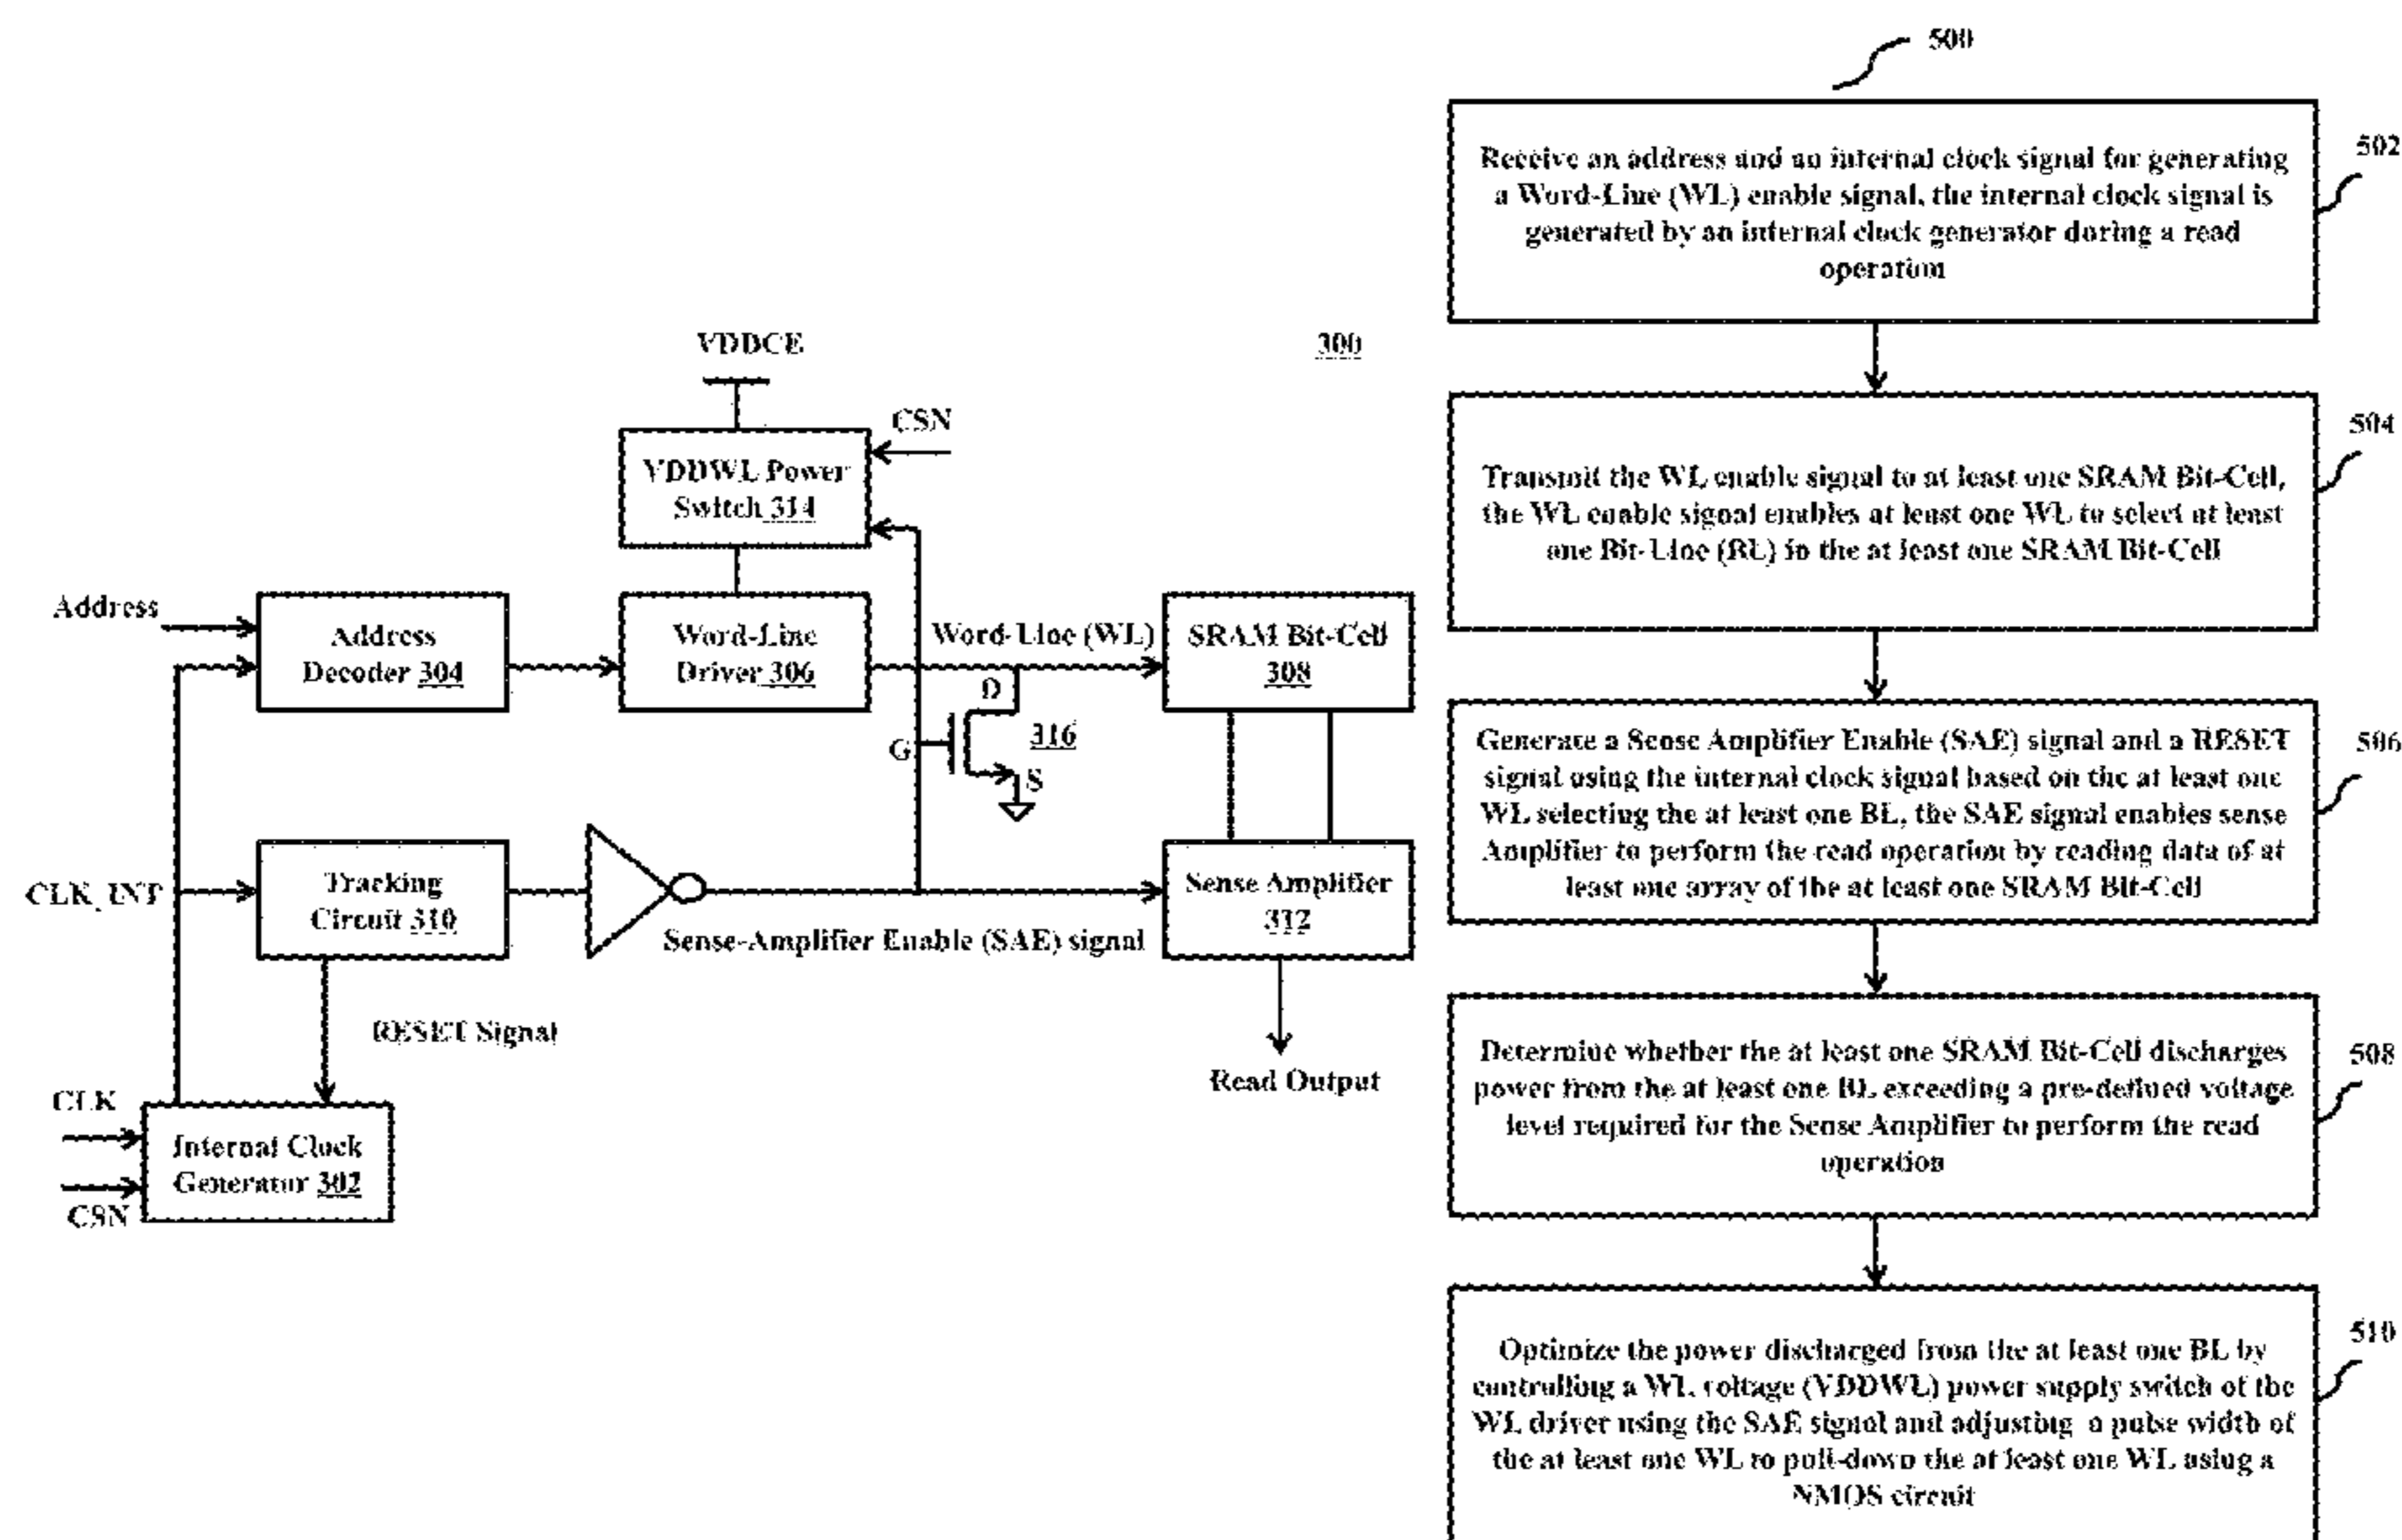 VDDCE
300
CSN
VDDWL Power
Switch 314
Address
Address
Decoder 304
Word-Line
Driver 306
Word-Line (WL)
SRAM Bit-Cell
308
D
G
316
S
CLK_INT
Tracking
Circuit 310
Sense-Amplifier Enable (SAE) signal
Sense Amplifier
312
RESET Signal
Read Output
CLK
CSN
Internal Clock
Generator 302
500
Receive an address and an internal clock signal for generating
a Word-Line (WL) enable signal, the internal clock signal is
generated by an internal clock generator during a read
operation
502
Transmit the WL enable signal to at least one SRAM Bit-Cell,
the WL enable signal enables at least one WL to select at least
one Bit-Line (BL) in the at least one SRAM Bit-Cell
504
Generate a Sense Amplifier Enable (SAE) signal and a RESET
signal using the internal clock signal based on the at least one
WL selecting the at least one BL, the SAE signal enables sense
Amplifier to perform the read operation by reading data of at
least one array of the at least one SRAM Bit-Cell
506
Determine whether the at least one SRAM Bit-Cell discharges
power from the at least one BL exceeding a pre-defined voltage
level required for the Sense Amplifier to perform the read
operation
508
Optimize the power discharged from the at least one BL by
controlling a WL voltage (VDDWL) power supply switch of the
WL driver using the SAE signal and adjusting a pulse width of
the at least one WL to pull-down the at least one WL using a
NMOS circuit
510